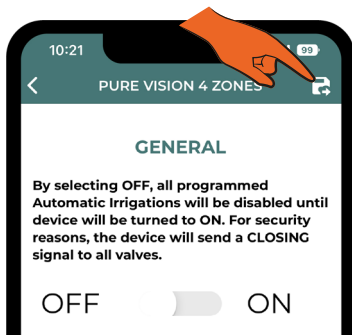 10:21
99
PURE VISION 4 ZONES
GENERAL
By selecting OFF, all programmed
Automatic Irrigations will be disabled until
device will be turned to ON. For security
reasons, the device will send a CLOSING
signal to all valves.
OFF ON